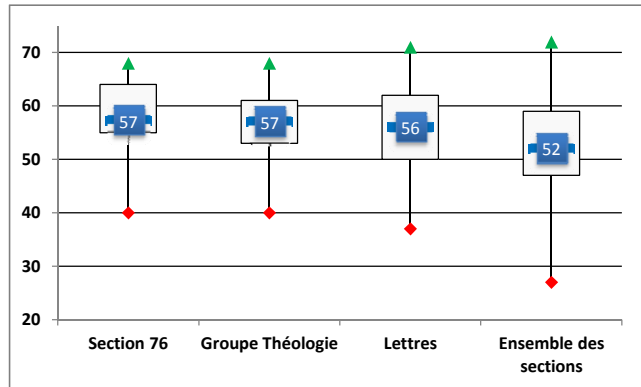 70
60
50
40
30
20
57
57
56
52
Section 76
Groupe Théologie
Lettres
Ensemble des
sections